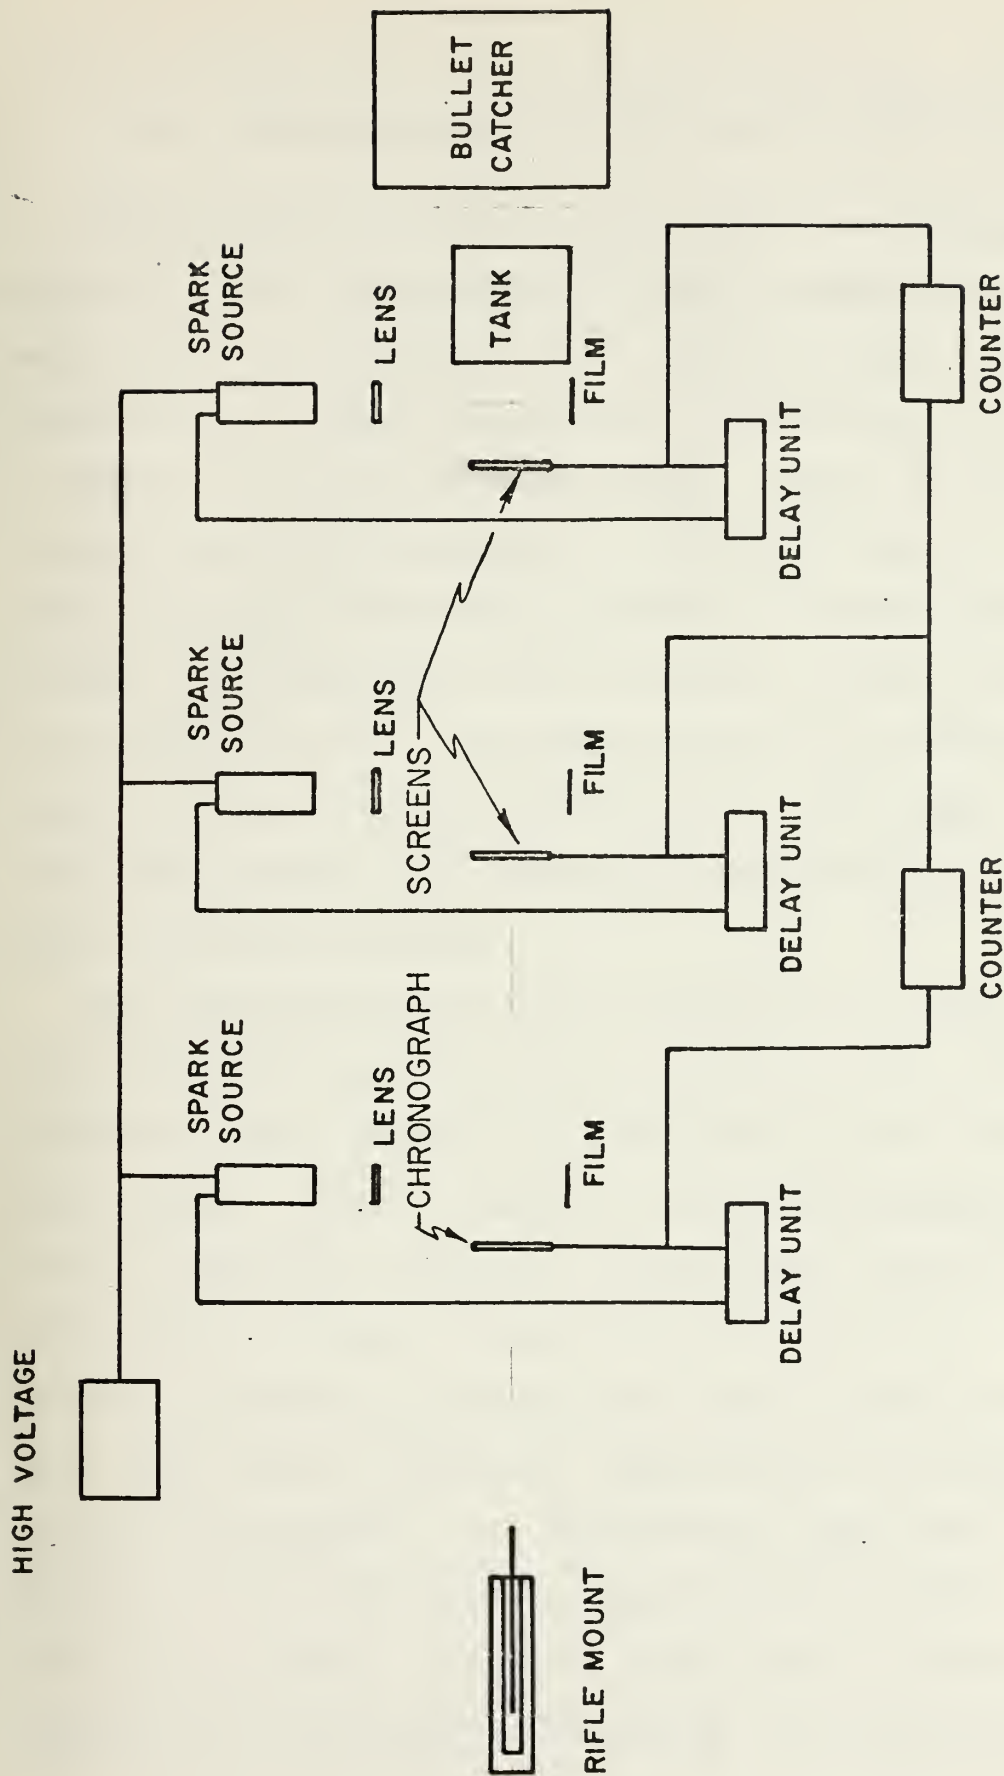 HIGH VOLTAGE
SPARK
SOURCE
SPARK
SOURCE
SPARK
SOURCE
LENS
LENS
LENS
CHRONOGRAPH
SCREENS
BULLET
CATCHER
TANK
FILM
FILM
FILM
RIFLE MOUNT
DELAY UNIT
DELAY UNIT
DELAY UNIT
COUNTER
COUNTER